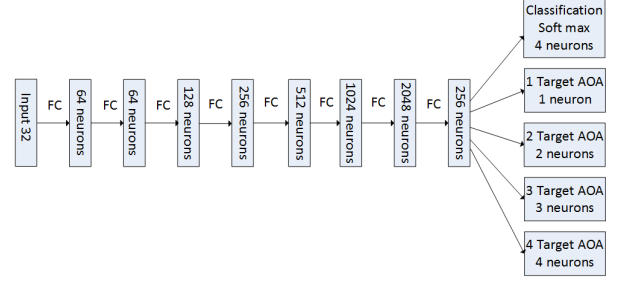 Input 32
FC
64 neurons
FC
64 neurons
FC
128 neurons
FC
256 neurons
FC
512 neurons
FC
1024 neurons
FC
2048 neurons
FC
256 neurons
Classification
Soft max
4 neurons
1 Target AOA
1 neuron
2 Target AOA
2 neurons
3 Target AOA
3 neurons
4 Target AOA
4 neurons